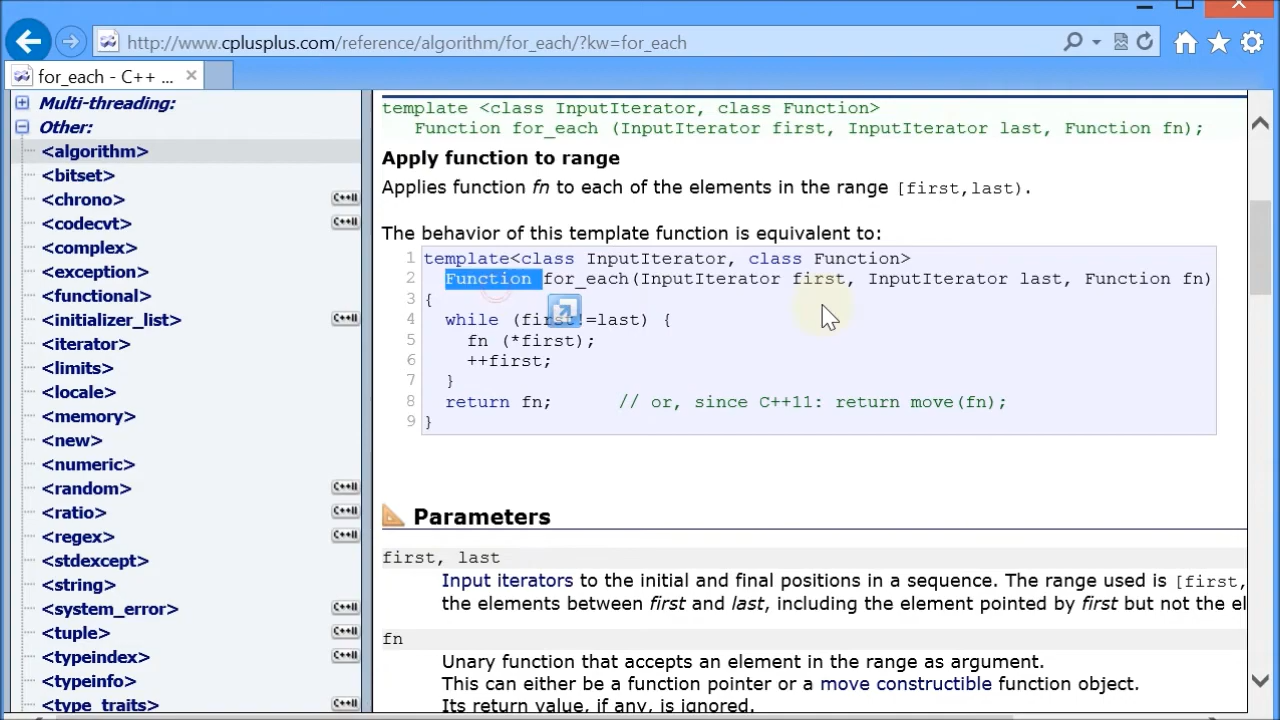 http://www.cplusplus.com/reference/algorithm/for_each/?kw=for_each
for_each - C++ ...
Multi-threading:
Other:
<algorithm>
<bitset>
<chrono> C++11
<codecvt> C++11
<complex>
<exception>
<functional>
<initializer_list> C++11
<iterator>
<limits>
<locale>
<memory>
<new>
<numeric>
<random> C++11
<ratio> C++11
<regex> C++11
<stdexcept>
<string>
<system_error> C++11
<tuple> C++11
<typeindex> C++11
<typeinfo>
<type_traits> C++11
template <class InputIterator, class Function>
Function for_each (InputIterator first, InputIterator last, Function fn);
Apply function to range
Applies function fn to each of the elements in the range [first,last).
The behavior of this template function is equivalent to:
1 template<class InputIterator, class Function>
2 Function for_each(InputIterator first, InputIterator last, Function fn)
3 {
4 while (first!=last) {
5 fn (*first);
6 ++first;
7 }
8 return fn; // or, since C++11: return move(fn);
9 }
Parameters
first, last
Input iterators to the initial and final positions in a sequence. The range used is [first,
the elements between first and last, including the element pointed by first but not the el
fn
Unary function that accepts an element in the range as argument.
This can either be a function pointer or a move constructible function object.
Its return value, if any, is ignored.